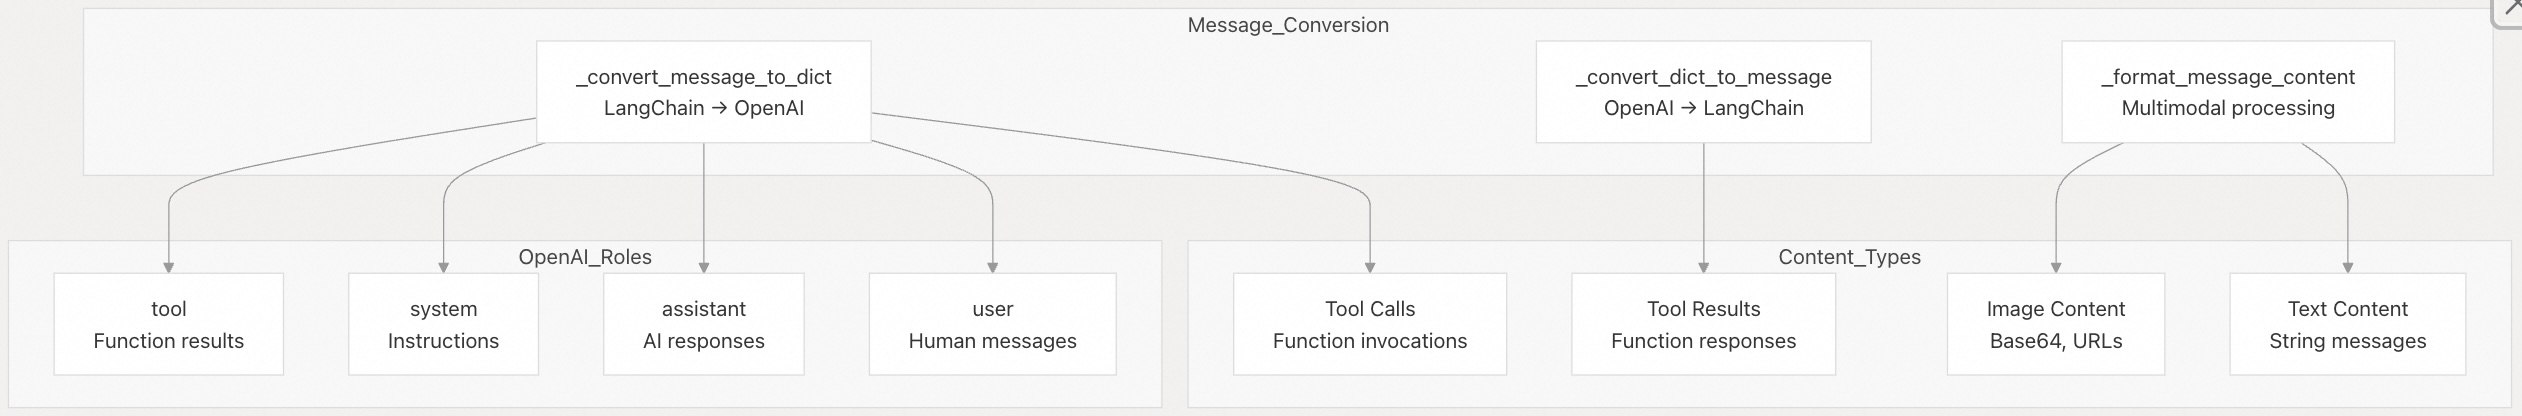 Message_Conversion
_convert_message_to_dict
LangChain → OpenAI
_convert_dict_to_message
OpenAI → LangChain
_format_message_content
Multimodal processing
OpenAI_Roles
tool
Function results
system
Instructions
assistant
AI responses
user
Human messages
Content_Types
Tool Calls
Function invocations
Tool Results
Function responses
Image Content
Base64, URLs
Text Content
String messages